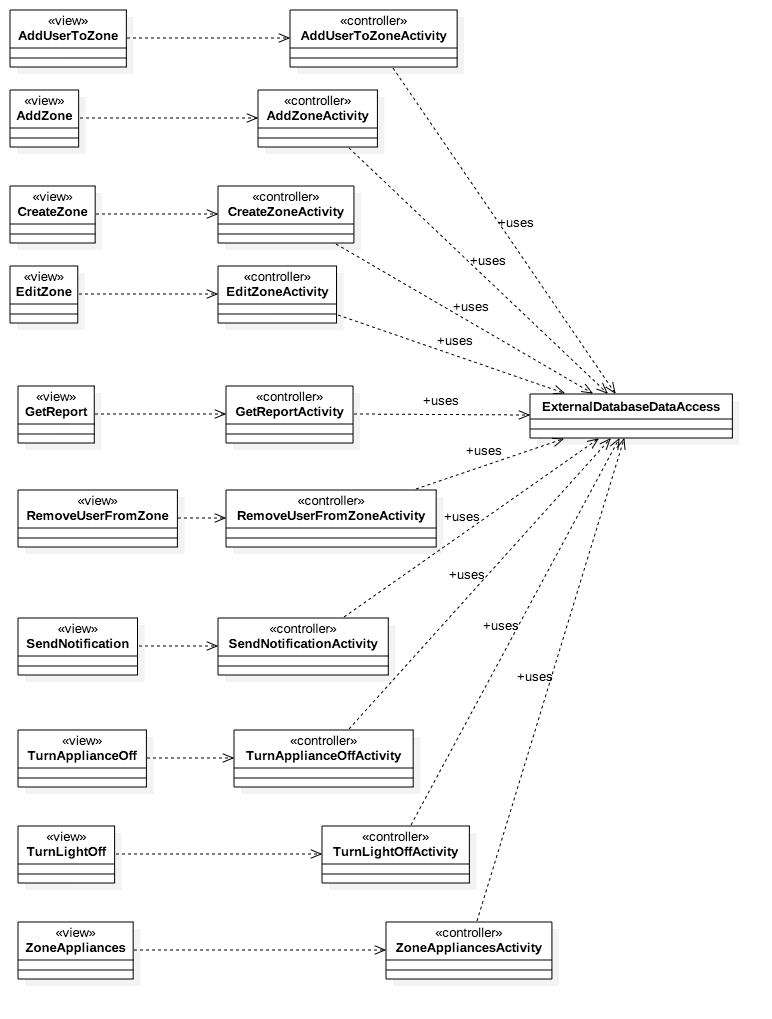 «view»
AddUserToZone
«controller»
AddUserToZoneActivity
«view»
AddZone
«controller»
AddZoneActivity
«view»
CreateZone
«controller»
CreateZoneActivity
+uses
+uses
«view»
EditZone
«controller»
EditZoneActivity
+uses
+uses
«view»
GetReport
«controller»
GetReportActivity
+uses
ExternalDatabaseDataAccess
+uses
«view»
RemoveUserFromZone
«controller»
RemoveUserFromZoneActivity
+uses
+uses
«view»
SendNotification
«controller»
SendNotificationActivity
+uses
+uses
«view»
TurnApplianceOff
«controller»
TurnApplianceOffActivity
«view»
TurnLightOff
«controller»
TurnLightOffActivity
«view»
ZoneAppliances
«controller»
ZoneAppliancesActivity